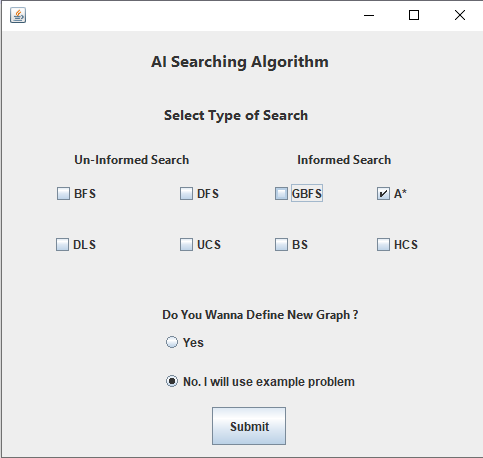 AI Searching Algorithm
Select Type of Search
Un-Informed Search Informed Search
BFS DFS GBFS A*
DLS UCS BS HCS
Do You Wanna Define New Graph ?
Yes
No. I will use example problem
Submit